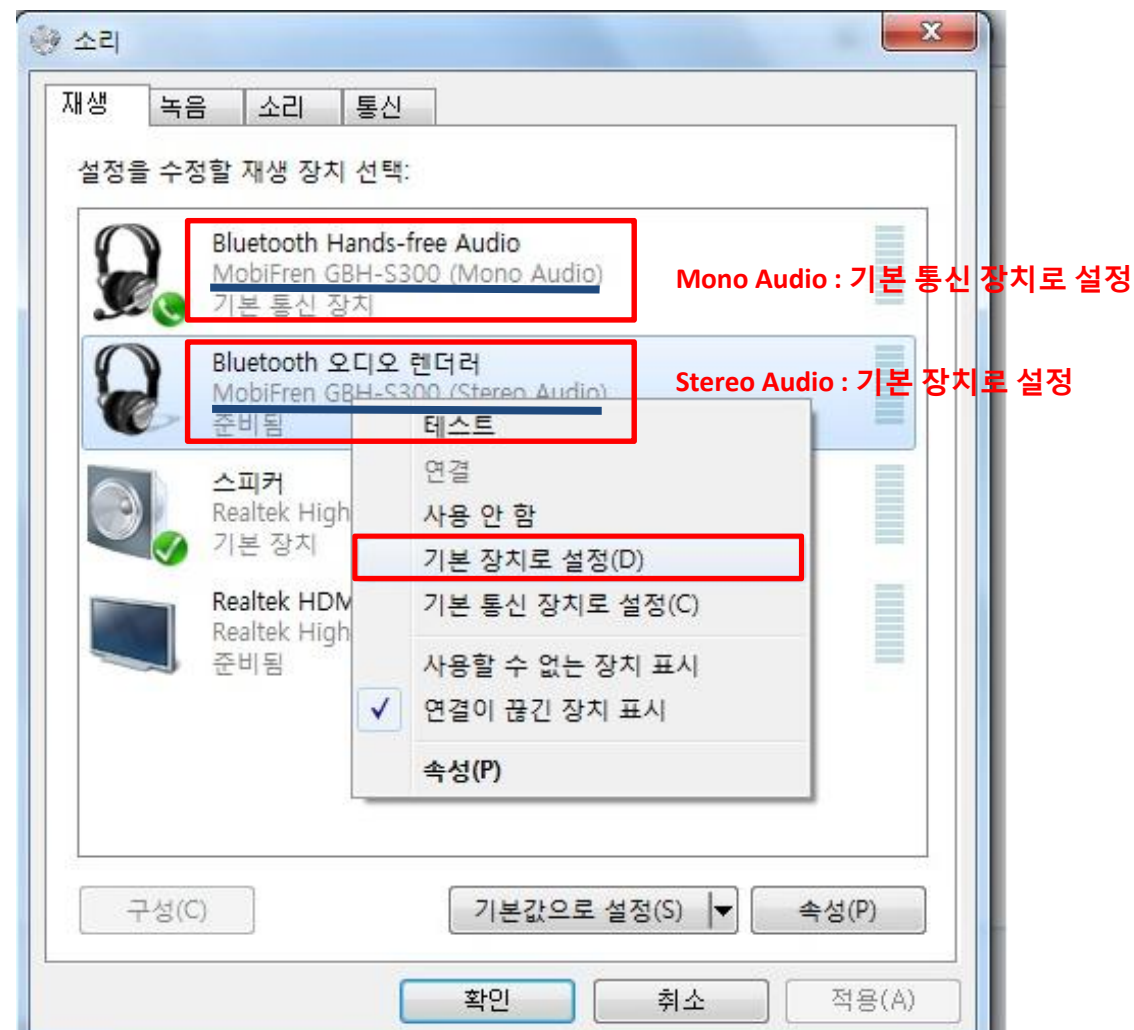 소리
재생 녹음 소리 통신
설정을 수정할 재생 장치 선택:
Bluetooth Hands-free Audio
MobiFren GBH-S300 (Mono Audio)
기본 통신 장치
Mono Audio : 기본 통신 장치로 설정
Bluetooth 오디오 렌더러
MobiFren GBH-S300 (Stereo Audio)
준비됨
Stereo Audio : 기본 장치로 설정
스피커
Realtek High
기본 장치
Realtek HDM
Realtek High
준비됨
테스트
연결
사용 안 함
기본 장치로 설정(D)
기본 통신 장치로 설정(C)
사용할 수 없는 장치 표시
연결이 끊긴 장치 표시
속성(P)
구성(C) 기본값으로 설정(S) 속성(P)
확인 취소 적용(A)